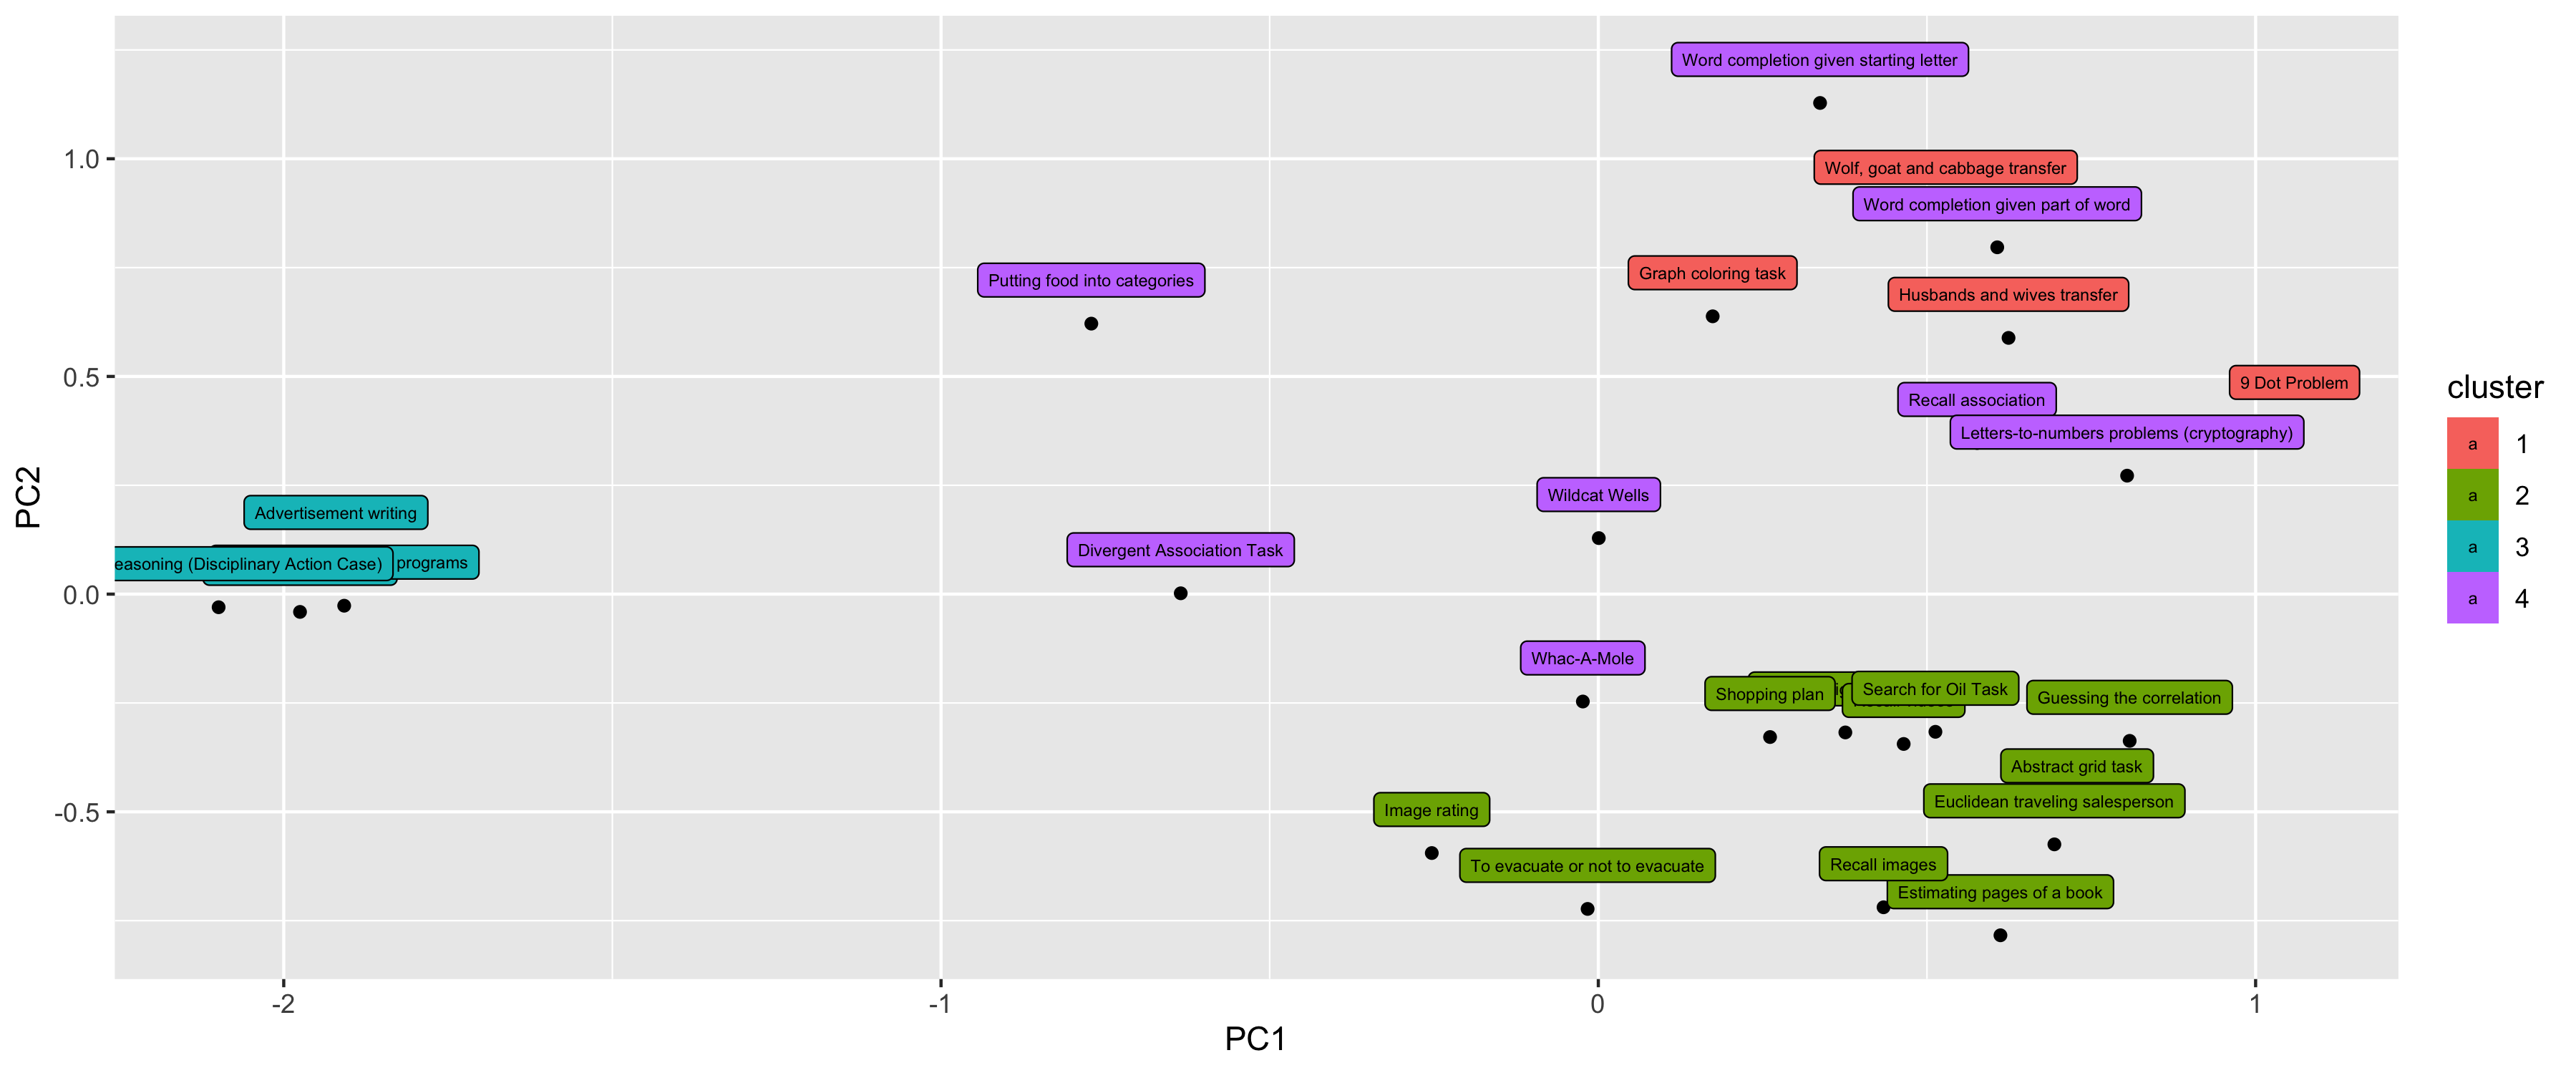 Word completion given starting letter
1.0
Wolf, goat and cabbage transfer
Word completion given part of word
Graph coloring task
Putting food into categories
Husbands and wives transfer
0.5
9 Dot Problem
cluster
Recall association
a 1
Letters-to-numbers problems (cryptography)
a 2
PC2
Wildcat Wells
Advertisement writing
a 3
Divergent Association Task
easoning (Disciplinary Action Case)
programs
0.0
a 4
Whac-A-Mole
Search for Oil Task
Shopping plan
Guessing the correlation
Abstract grid task
Euclidean traveling salesperson
-0.5
Image rating
To evacuate or not to evacuate
Recall images
Estimating pages of a book
-2 -1 0 1
PC1